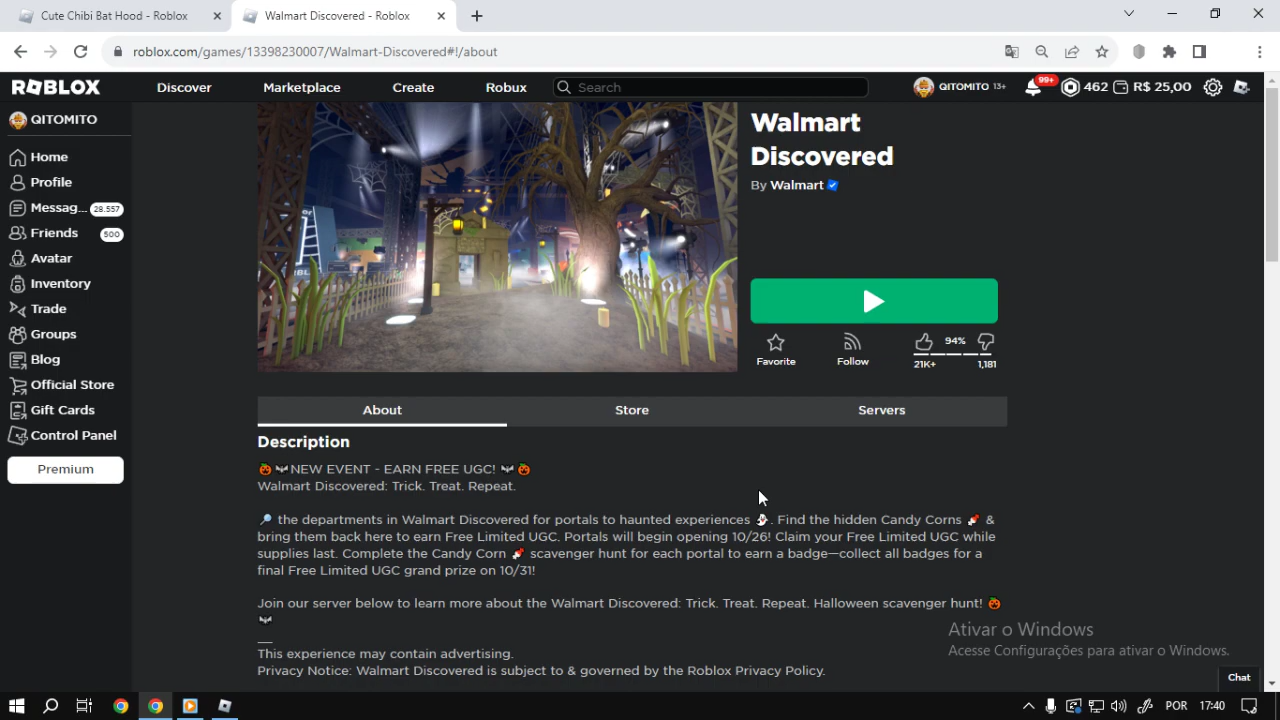 Cute Chibi Bat Hood - Roblox
Walmart Discovered - Roblox
roblox.com/games/13398230007/Walmart-Discovered#!/about
ROBLOX
Discover
Marketplace
Create
Robux
Search
QITOMITO 13+
99+
462
R$ 25,00
QITOMITO
Home
Profile
Messag... 28.557
Friends 500
Avatar
Inventory
Trade
Groups
Blog
Official Store
Gift Cards
Control Panel
Premium
Walmart
Discovered
By Walmart
Favorite
Follow
94%
21K+
1,181
About
Store
Servers
Description
🎃🦇NEW EVENT - EARN FREE UGC! 🦇🎃
Walmart Discovered: Trick. Treat. Repeat.
🔎 the departments in Walmart Discovered for portals to haunted experiences 👻. Find the hidden Candy Corns 🍬 &
bring them back here to earn Free Limited UGC. Portals will begin opening 10/26! Claim your Free Limited UGC while
supplies last. Complete the Candy Corn 🍬 scavenger hunt for each portal to earn a badge—collect all badges for a
final Free Limited UGC grand prize on 10/31!
Join our server below to learn more about the Walmart Discovered: Trick. Treat. Repeat. Halloween scavenger hunt! 🎃
🦇
__
This experience may contain advertising.
Privacy Notice: Walmart Discovered is subject to & governed by the Roblox Privacy Policy.
Ativar o Windows
Acesse Configurações para ativar o Windows.
Chat
POR
17:40